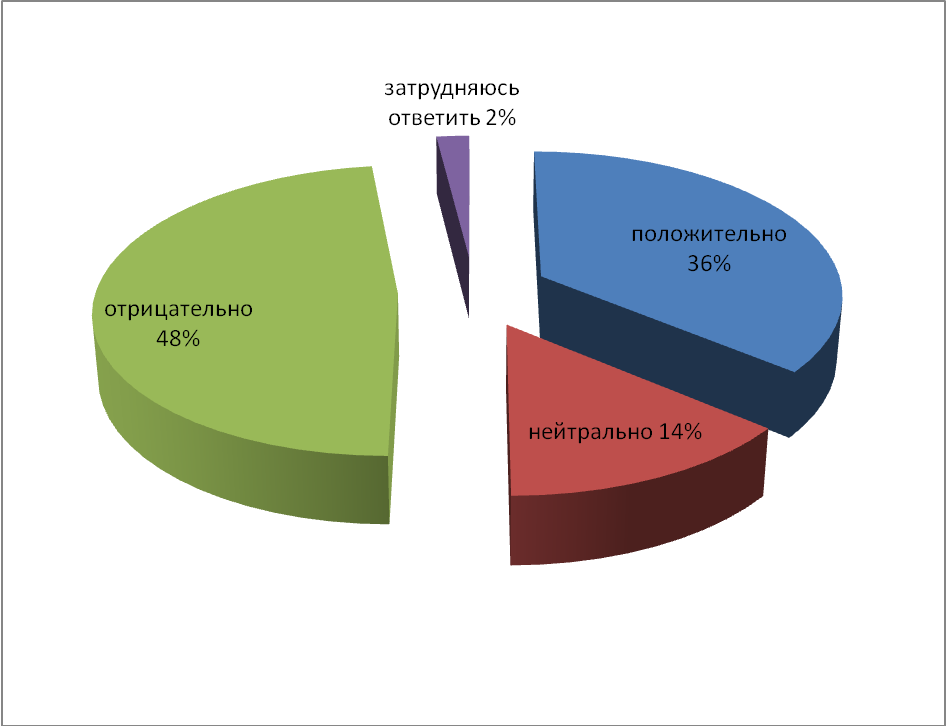 затрудняюсь
ответить 2%
положительно
36%
отрицательно
48%
нейтрально 14%